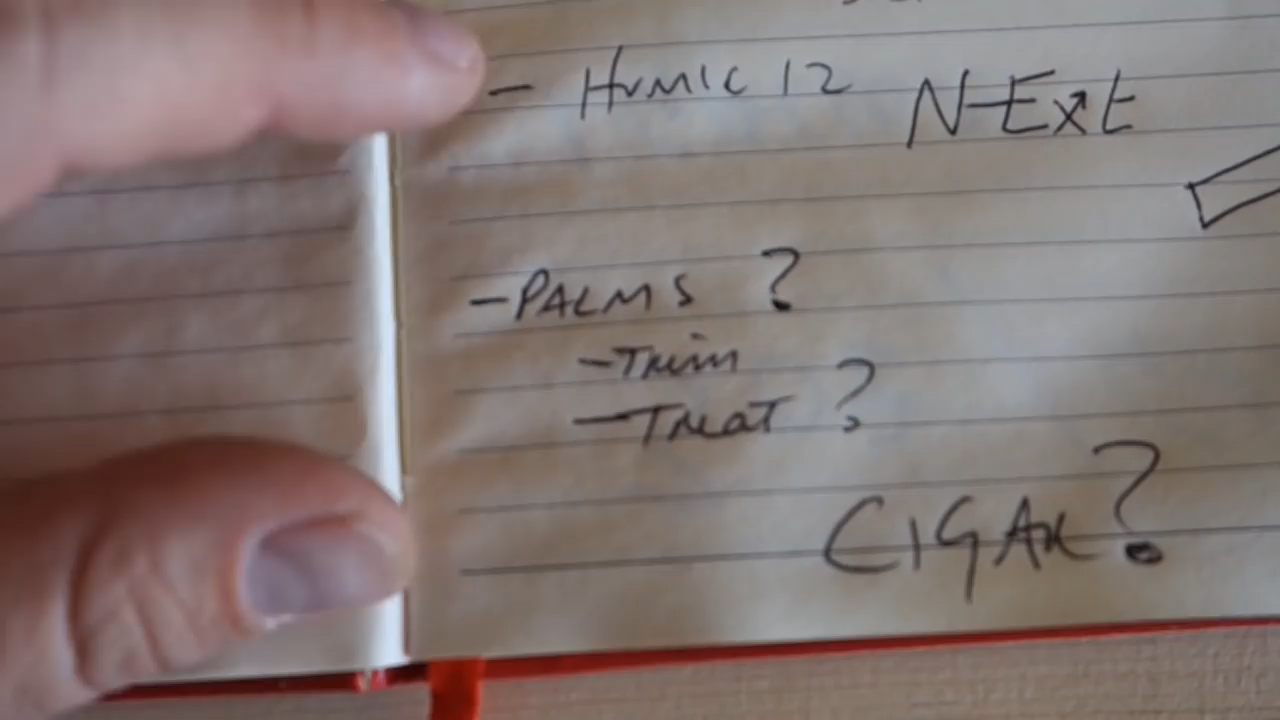 - HUMIC 12 NExt
- PALMS ?
- Trim
- Treat ?
CIGAR?